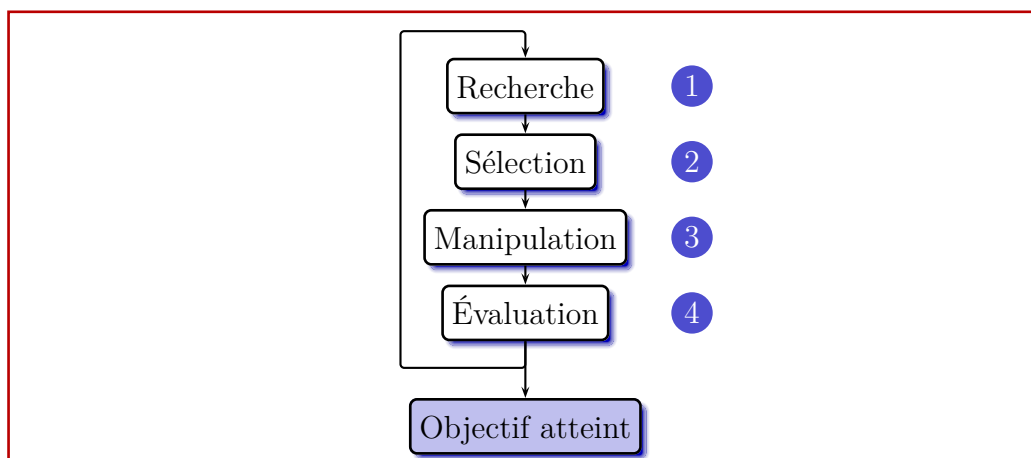 Recherche 1
Sélection 2
Manipulation 3
Évaluation 4
Objectif atteint